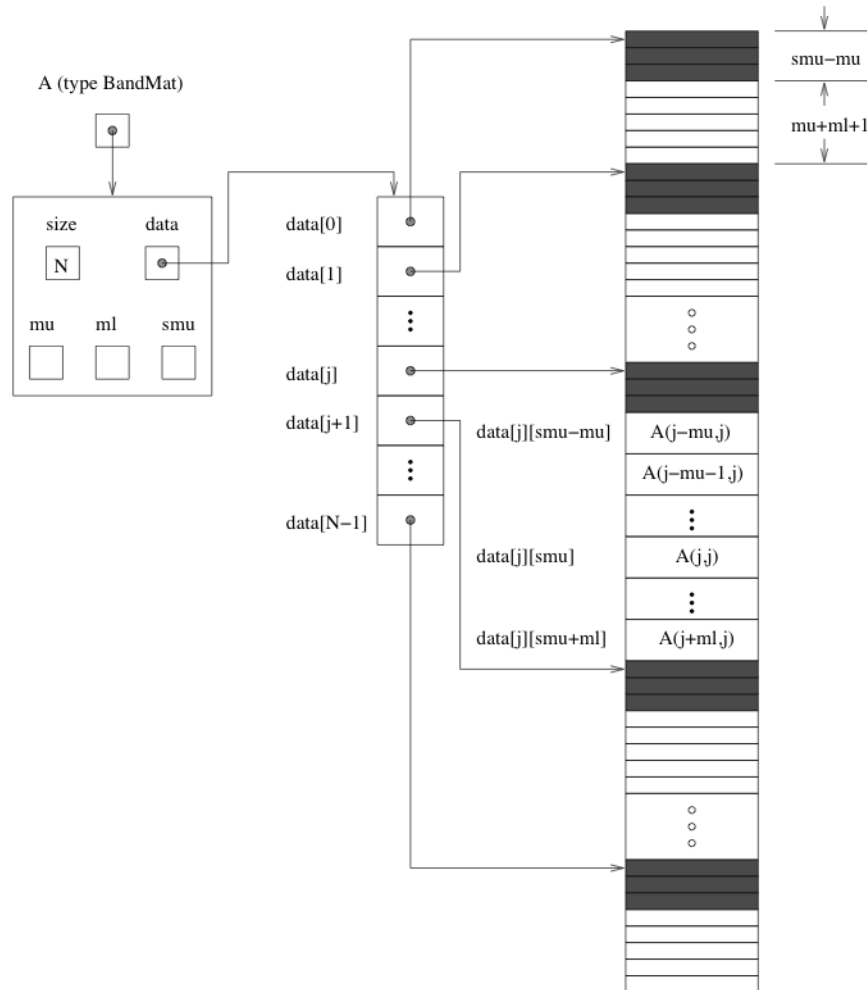 A (type BandMat)
size
data
N
mu
ml
smu
data[0]
data[1]
data[j]
data[j+1]
data[N−1]
smu−mu
mu+ml+1
data[j][smu−mu]
A(j−mu,j)
A(j−mu−1,j)
data[j][smu]
A(j,j)
data[j][smu+ml]
A(j+ml,j)